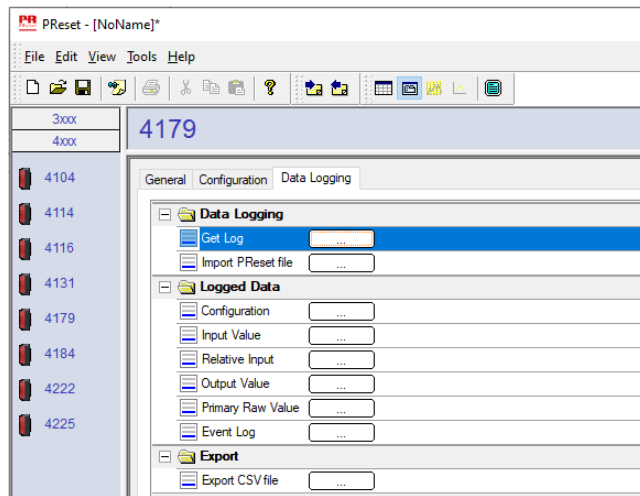 PR PReset - [NoName]*
File Edit View Tools Help
3xxx
4xxx
4179
4104
4114
4116
4131
4179
4184
4222
4225
General Configuration Data Logging
Data Logging
Get Log ...
Import PReset file ...
Logged Data
Configuration ...
Input Value ...
Relative Input ...
Output Value ...
Primary Raw Value ...
Event Log ...
Export
Export CSV file ...